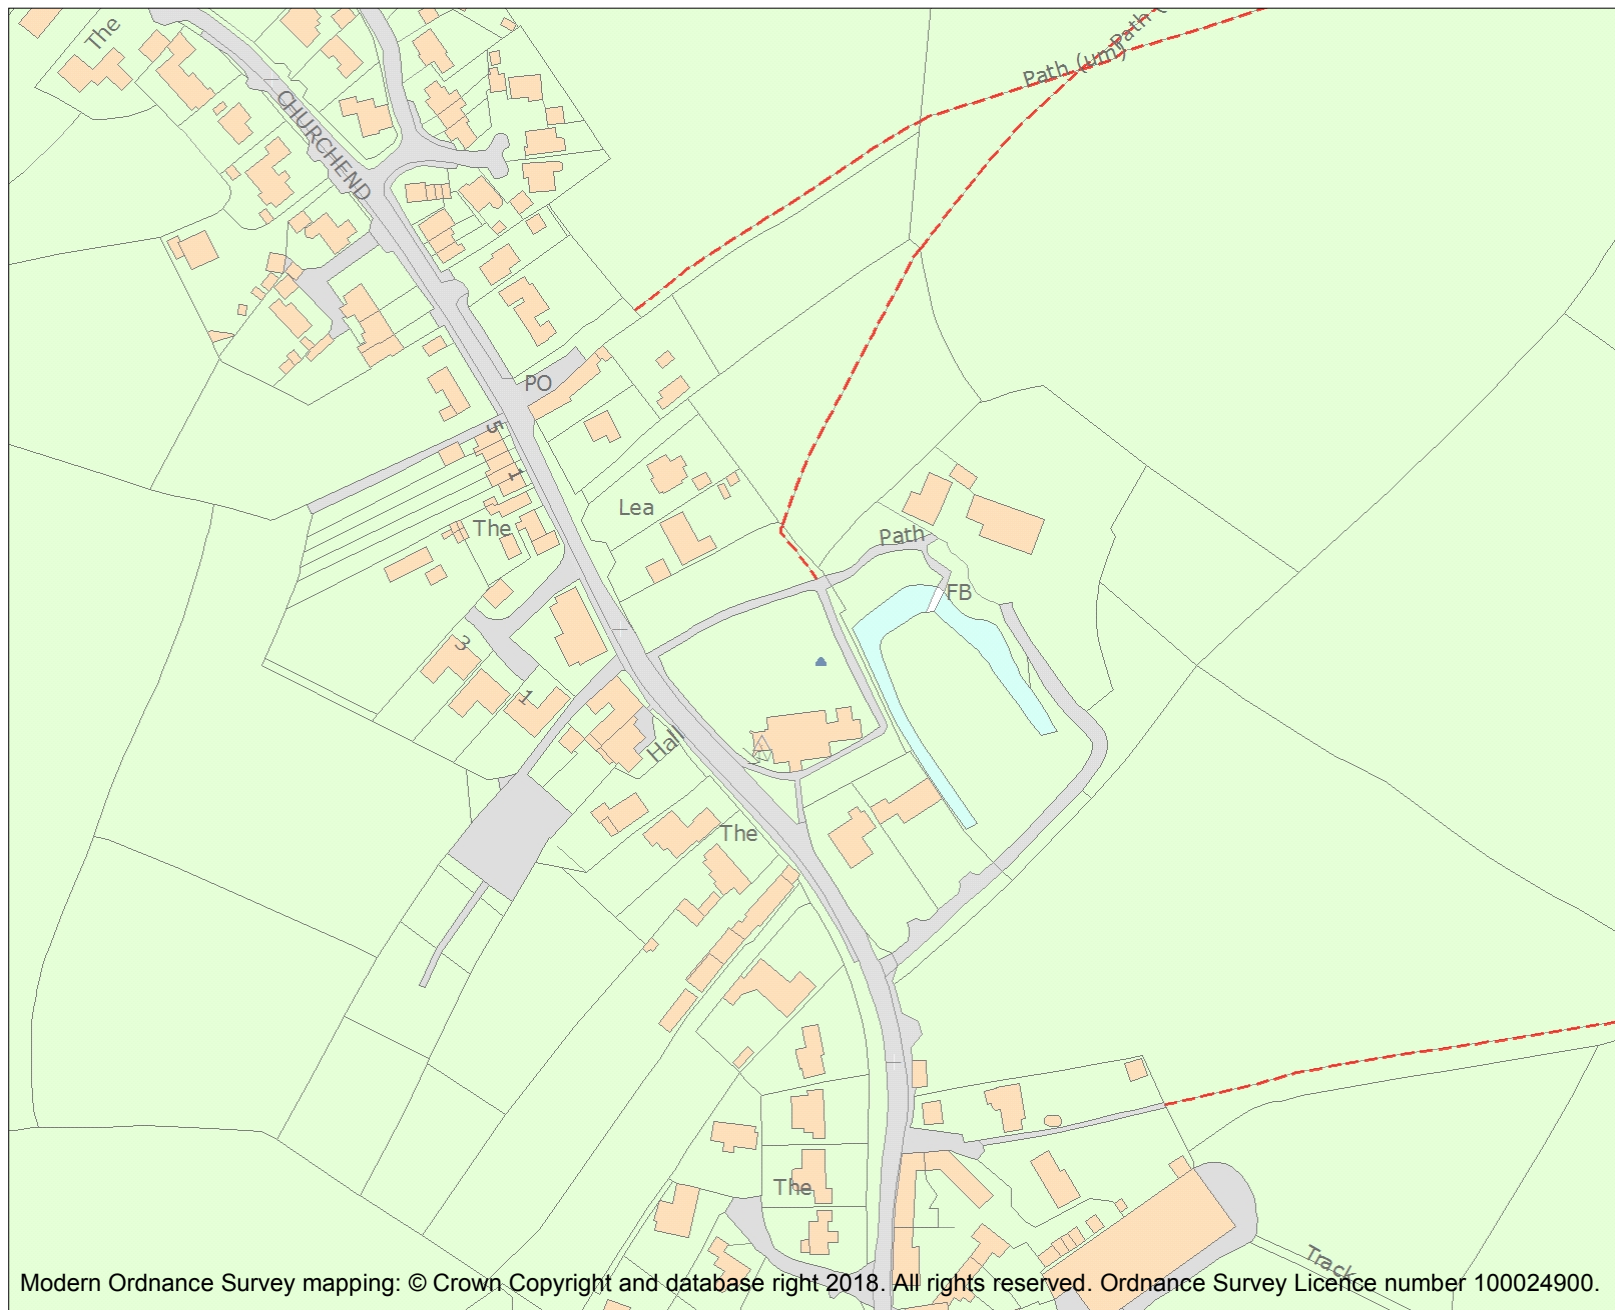 The
Path (
Path (um)
CHURCHEND
PO
5
1
Lea
The
Path
FB
3
1
Hall
The
The
Track
Modern Ordnance Survey mapping: © Crown Copyright and database right 2018. All rights reserved. Ordnance Survey Licence number 100024900.